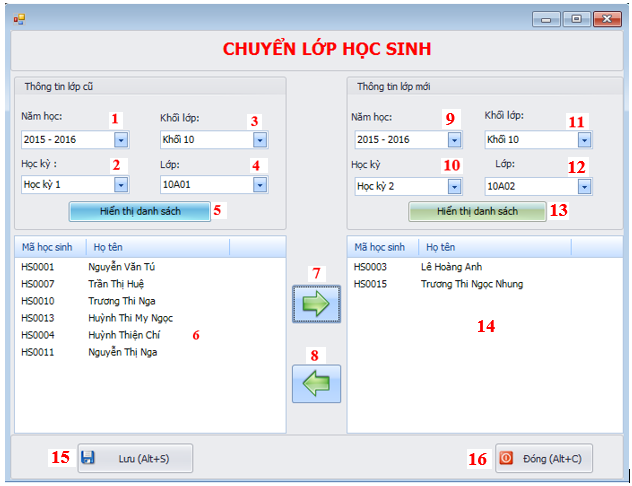 CHUYỂN LỚP HỌC SINH
Thông tin lớp cũ
Năm học: 1
Khối lớp: 3
2015 - 2016
Khối 10
Học kỳ : 2
Lớp: 4
Học kỳ 1
10A01
Hiển thị danh sách 5
Mã học sinh Họ tên
HS0001 Nguyễn Văn Tú
HS0007 Trần Thị Huệ
HS0010 Trương Thi Nga
HS0013 Huỳnh Thi My Ngọc
HS0004 Huỳnh Thiện Chí 6
HS0011 Nguyễn Thị Nga
7
8
Thông tin lớp mới
Năm học: 9
Khối lớp: 11
2015 - 2016
Khối 10
Học kỳ 10
Lớp: 12
Học kỳ 2
10A02
Hiển thị danh sách 13
Mã học sinh Họ tên
HS0003 Lê Hoàng Anh
HS0015 Trương Thi Ngọc Nhung
14
15 Lưu (Alt+S)
16 Đóng (Alt+C)